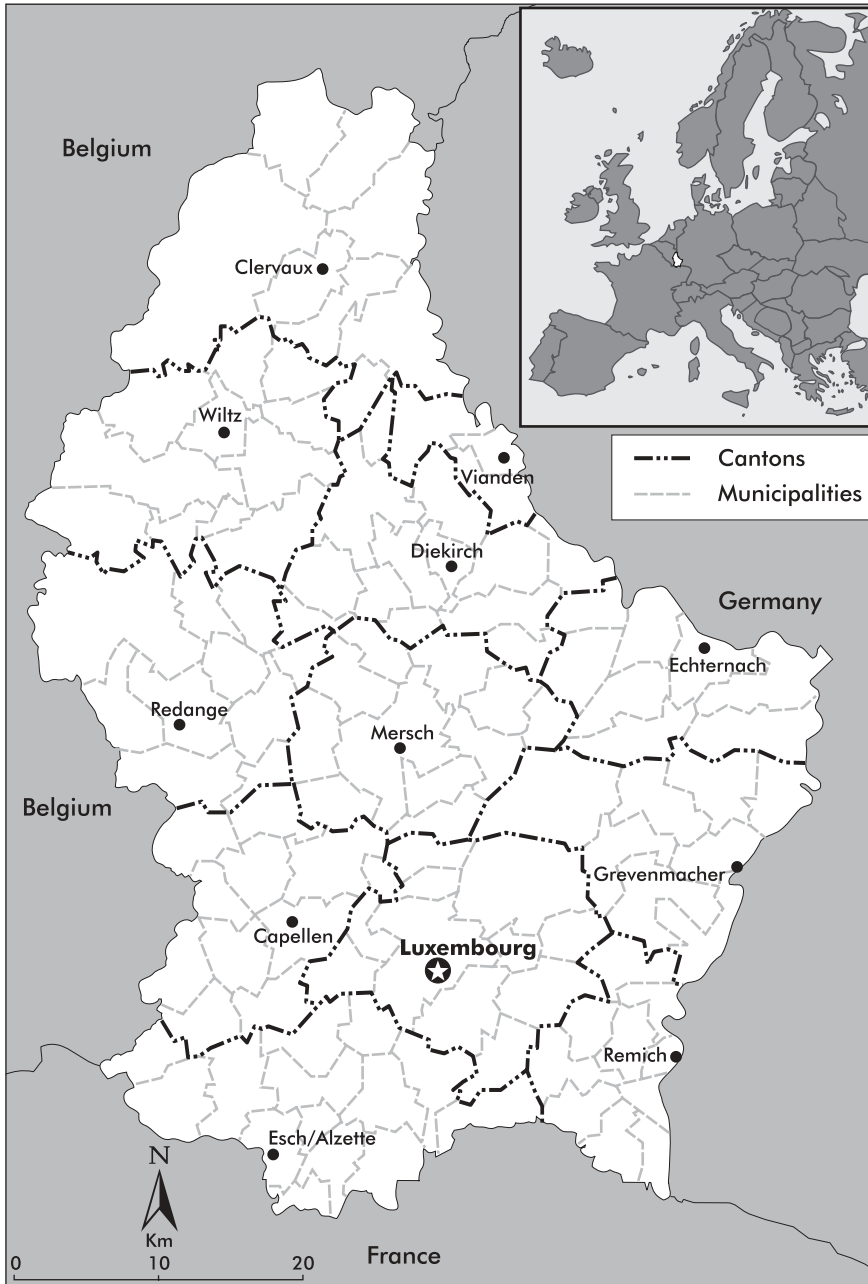 Belgium
Clervaux
Wiltz
Vianden
Cantons
Municipalities
Diekirch
Germany
Echternach
Redange
Mersch
Belgium
Grevenmacher
Capellen
Luxembourg
Remich
Esch/Alzette
N
Km
France
0 10 20